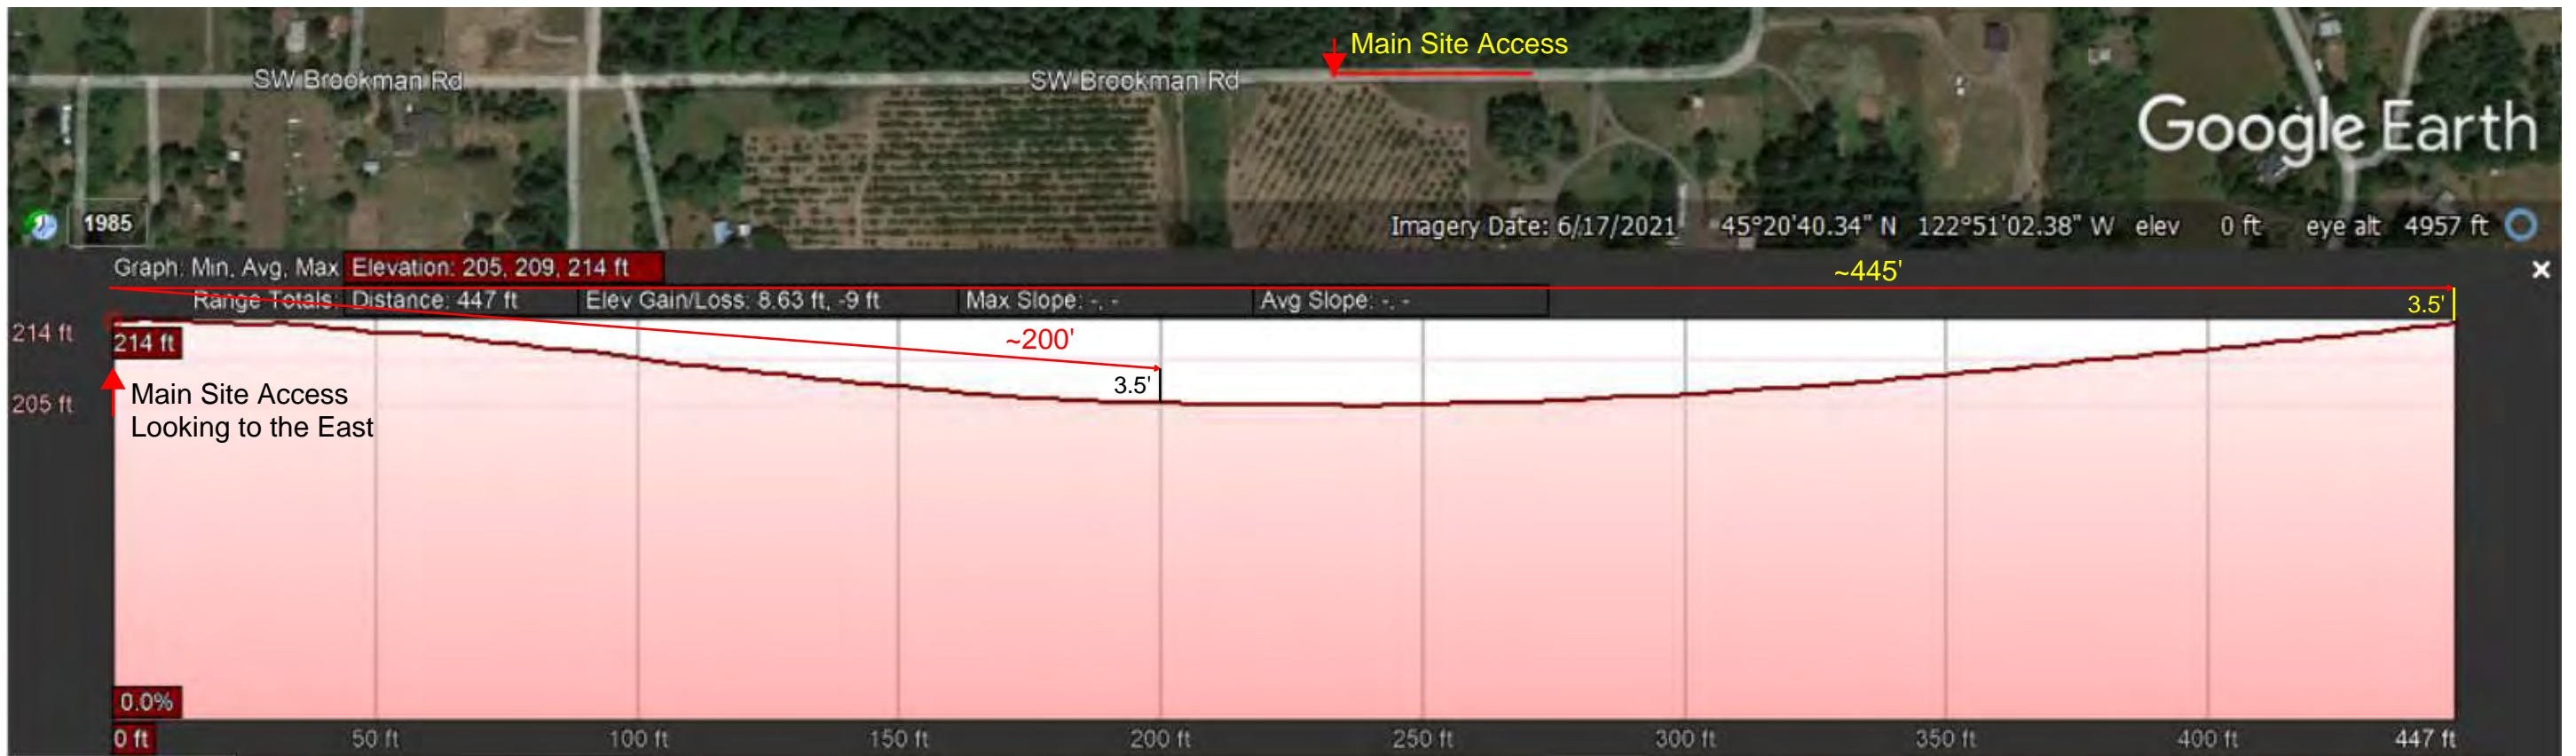 Main Site Access
SW Brookman Rd
SW Brookman Rd
Google Earth
1985
Imagery Date: 6/17/2021 45°20'40.34" N 122°51'02.38" W elev 0 ft eye alt 4957 ft
Graph: Min, Avg, Max Elevation: 205, 209, 214 ft
~445'
Range Totals: Distance: 447 ft Elev Gain/Loss: 8.63 ft, -9 ft Max Slope: -, - Avg Slope: -, -
3.5'
214 ft
214 ft
~200'
3.5'
Main Site Access
205 ft
Looking to the East
0.0%
0 ft 50 ft 100 ft 150 ft 200 ft 250 ft 300 ft 350 ft 400 ft 447 ft